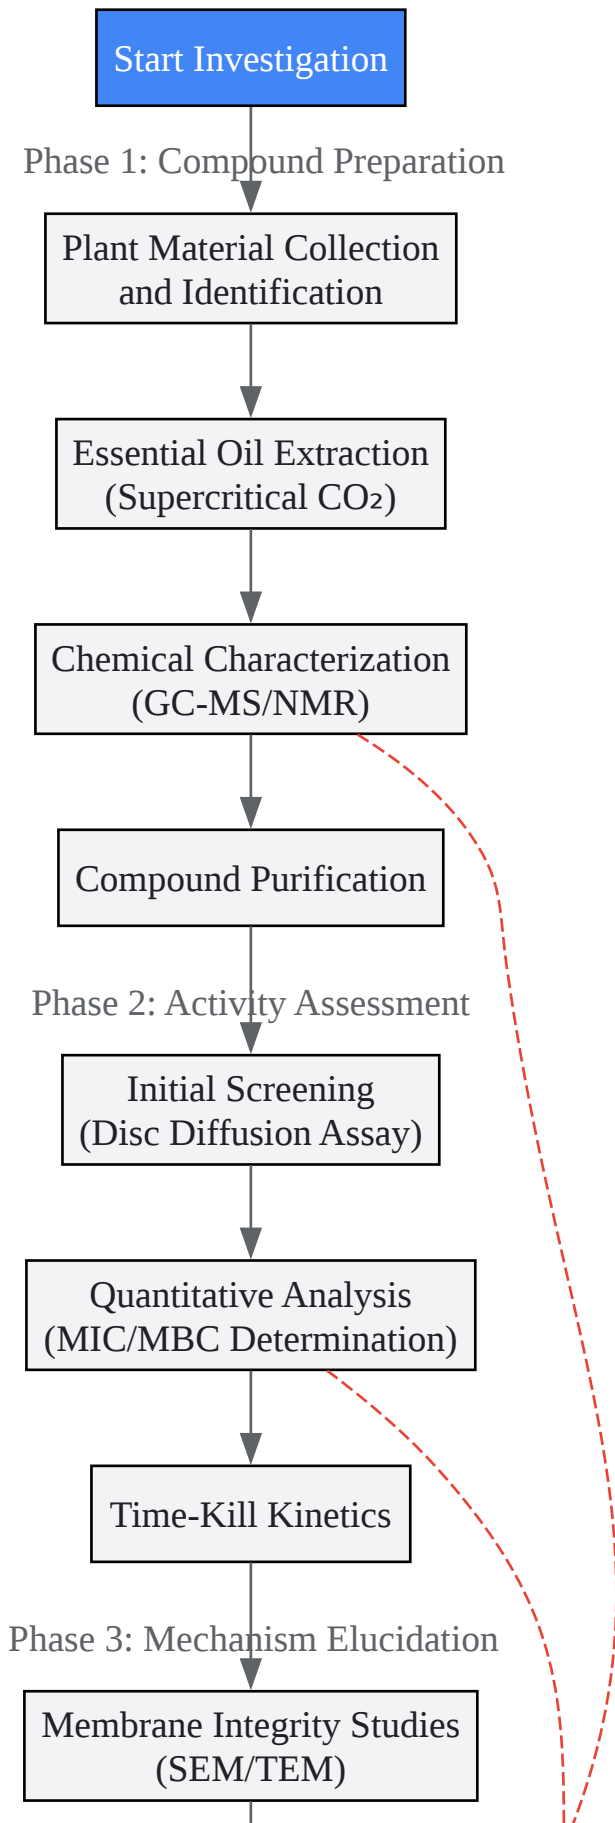 Start Investigation
Phase 1: Compound Preparation
Plant Material Collection
and Identification
Essential Oil Extraction
(Supercritical CO₂)
Chemical Characterization
(GC-MS/NMR)
Compound Purification
Phase 2: Activity Assessment
Initial Screening
(Disc Diffusion Assay)
Quantitative Analysis
(MIC/MBC Determination)
Time-Kill Kinetics
Phase 3: Mechanism Elucidation
Membrane Integrity Studies
(SEM/TEM)